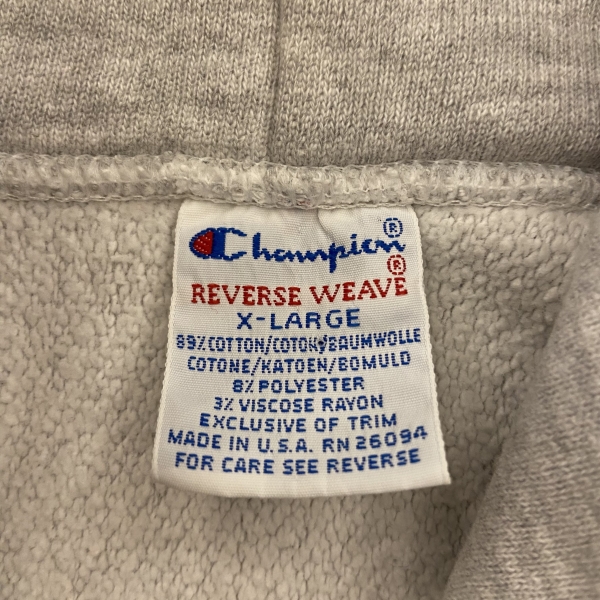 Champion®
REVERSE WEAVE®
X-LARGE
89% COTTON/COTON/BAUMWOLLE
COTONE/KATOEN/BOMULD
8% POLYESTER
3% VISCOSE RAYON
EXCLUSIVE OF TRIM
MADE IN U.S.A. RN 26094
FOR CARE SEE REVERSE